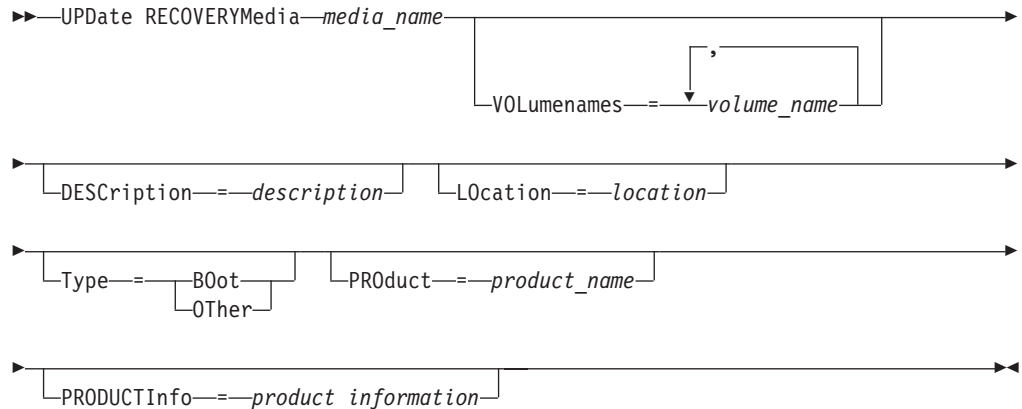 UPDate RECOVERYMedia media_name
,
VOLumenames = volume_name
DESCription = description LOcation = location
Type = BOot PROduct = product_name
OTher
PRODUCTInfo = product information